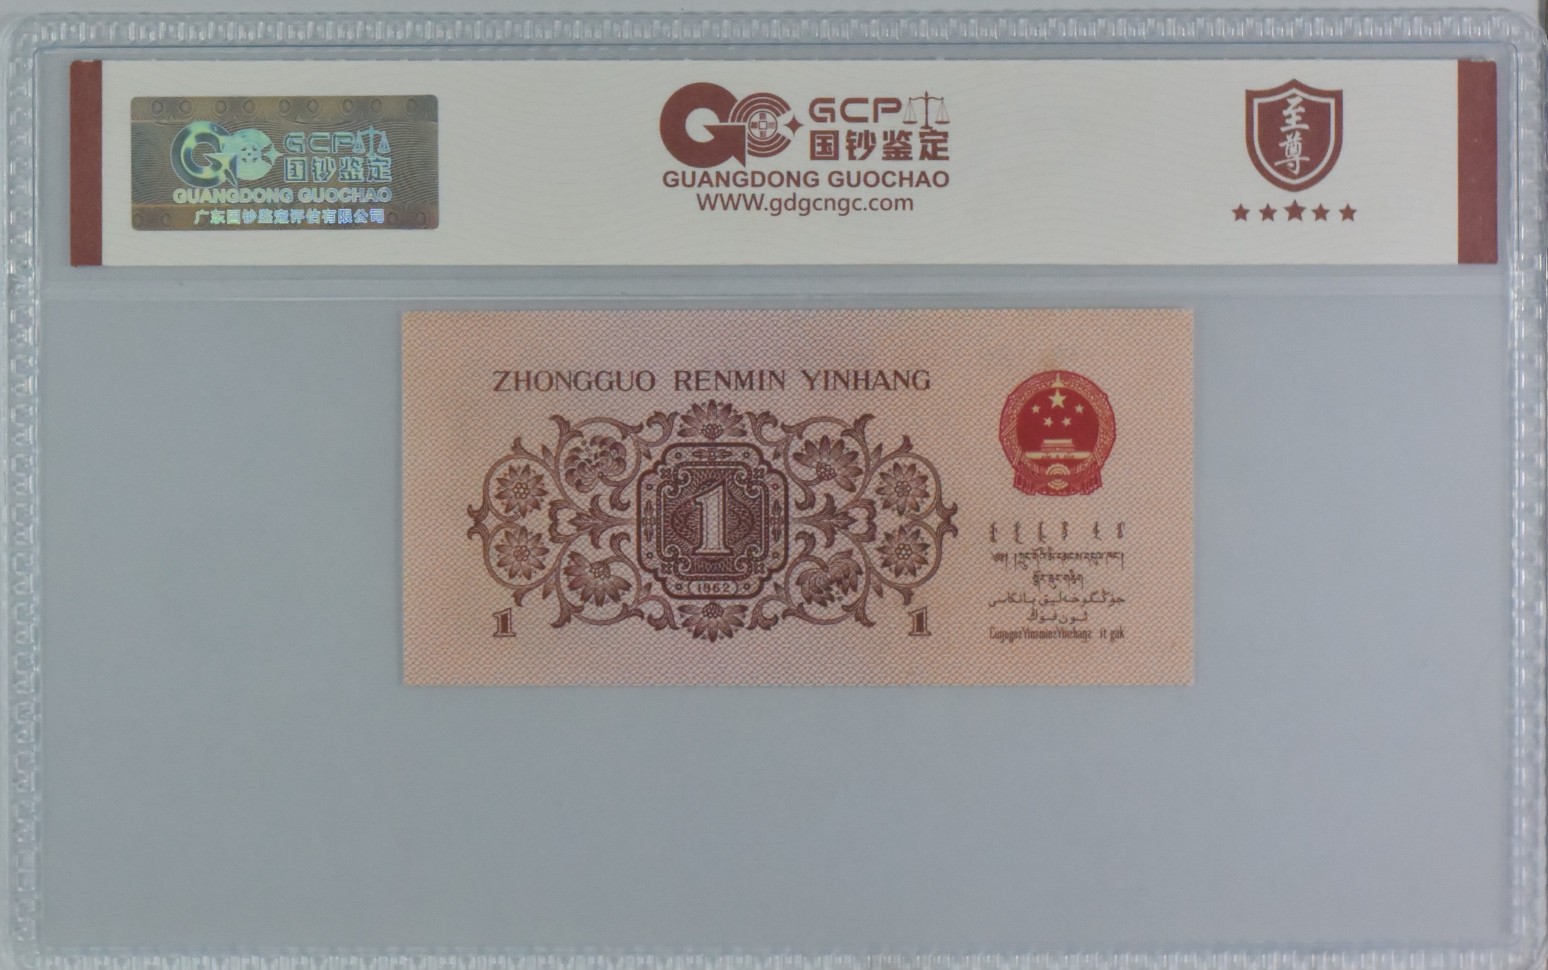 GCP
国钞鉴定
GUANGDONG GUOCHAO
广东国钞鉴定评估有限公司
GCP
国钞鉴定
GUANGDONG GUOCHAO
WWW.gdgcngc.com
至尊
ZHONGGUO RENMIN YINHANG
1
1962
1
1
جۇڭگوخەلىق بانكاسى